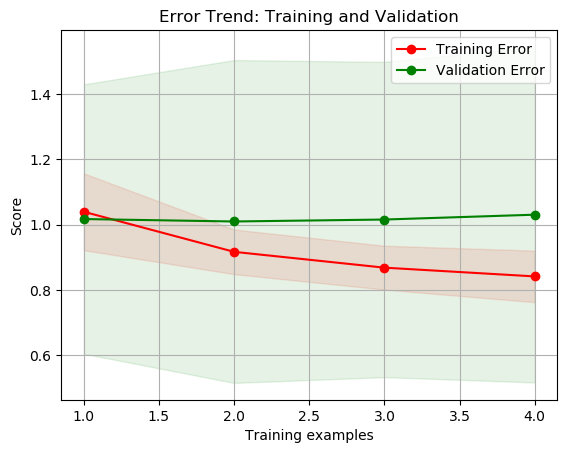 Error Trend: Training and Validation
Training Error
Validation Error
Score
1.4
1.2
1.0
0.8
0.6
1.0 1.5 2.0 2.5 3.0 3.5 4.0
Training examples